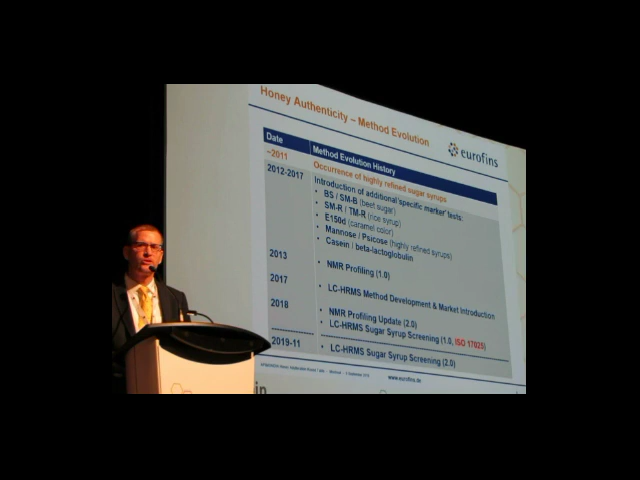 Honey Authenticity – Method Evolution
eurofins
Date Method Evolution History
~2011 Occurrence of highly refined sugar syrups
2012-2017 Introduction of additional 'specific marker' tests:
• BS / SM-B (beet sugar)
• SM-R / TM-R (rice syrup)
• E150d (caramel color)
• Mannose / Psicose (highly refined syrups)
• Casein / beta-lactoglobulin
2013 • NMR Profiling (1.0)
2017 • LC-HRMS Method Development & Market Introduction
2018 • NMR Profiling Update (2.0)
• LC-HRMS Sugar Syrup Screening (1.0, ISO 17025)
2019-11 • LC-HRMS Sugar Syrup Screening (2.0)
www.eurofins.de
in